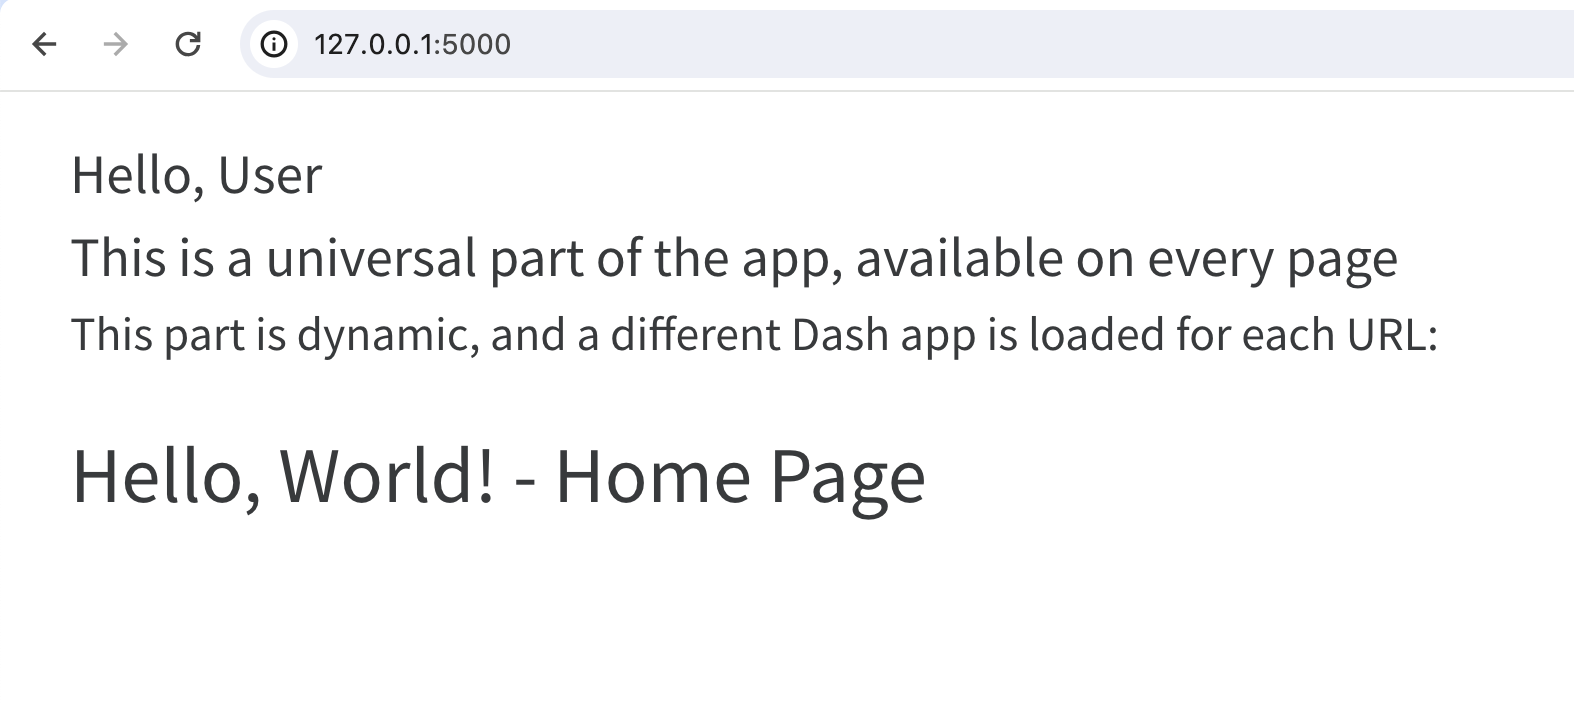 127.0.0.1:5000
Hello, User
This is a universal part of the app, available on every page
This part is dynamic, and a different Dash app is loaded for each URL:
Hello, World! - Home Page